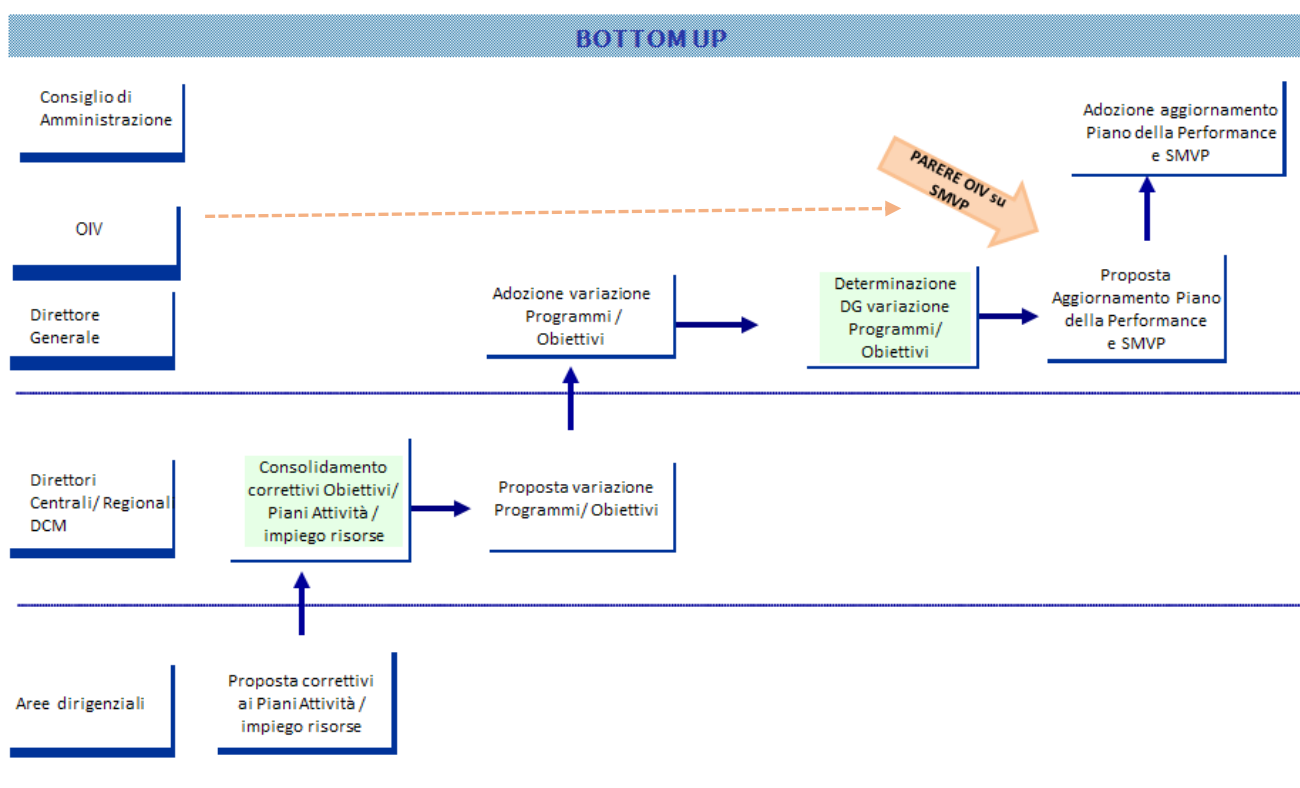 BOTTOM UP
Consiglio di
Amministrazione
Adozione aggiornamento
Piano della Performance
e SMVP
PARERE OIV su
SMVP
OIV
Direttore
Generale
Adozione variazione
Programmi /
Obiettivi
Determinazione
DG variazione
Programmi/
Obiettivi
Proposta
Aggiornamento Piano
della Performance
e SMVP
Direttori
Centrali/ Regionali
DCM
Consolidamento
correttivi Obiettivi/
Piani Attività /
impiego risorse
Proposta variazione
Programmi/ Obiettivi
Aree dirigenziali
Proposta correttivi
ai Piani Attività /
impiego risorse